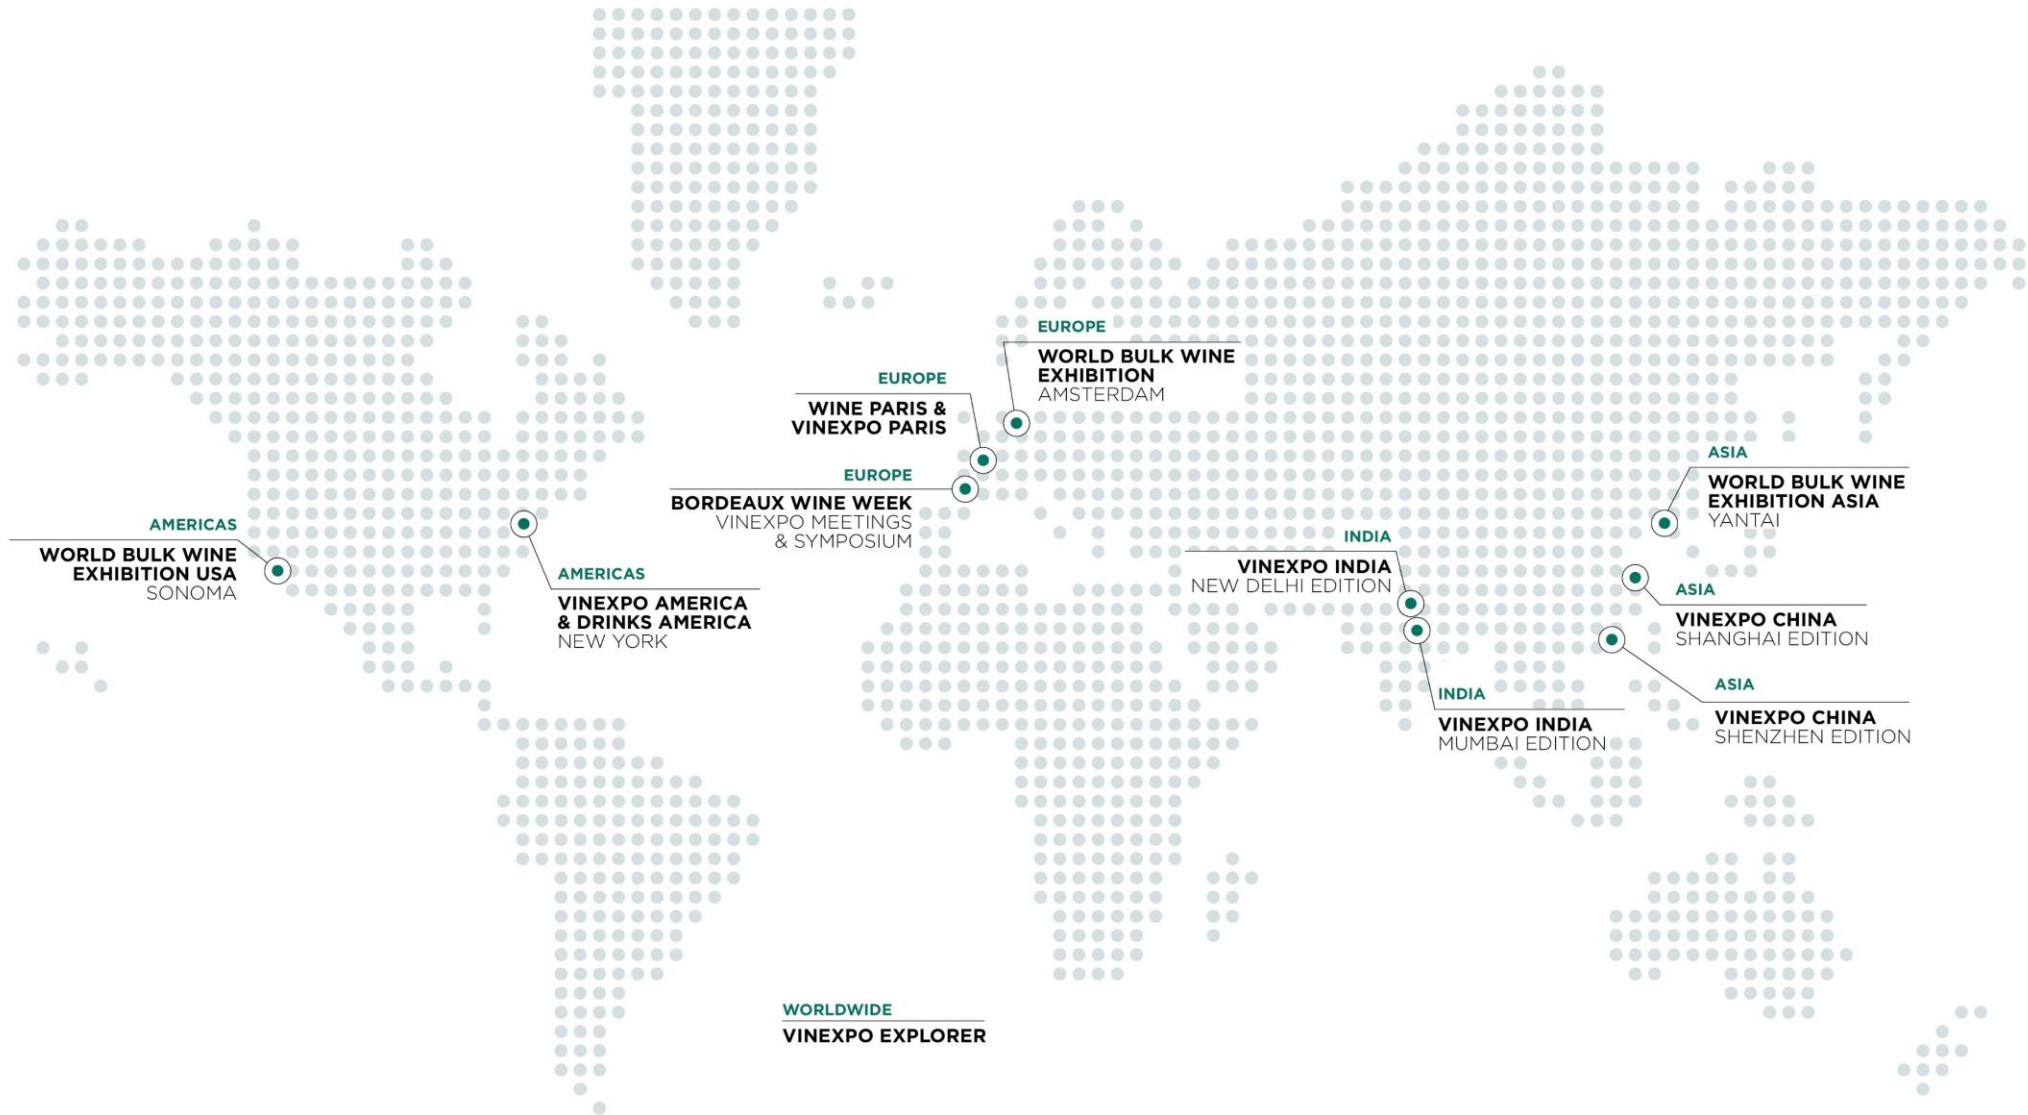 EUROPE
WORLD BULK WINE
EXHIBITION
AMSTERDAM
EUROPE
WINE PARIS &
VINEXPO PARIS
EUROPE
BORDEAUX WINE WEEK
VINEXPO MEETINGS
& SYMPOSIUM
AMERICAS
WORLD BULK WINE
EXHIBITION USA
SONOMA
AMERICAS
VINEXPO AMERICA
& DRINKS AMERICA
NEW YORK
INDIA
VINEXPO INDIA
NEW DELHI EDITION
INDIA
VINEXPO INDIA
MUMBAI EDITION
ASIA
WORLD BULK WINE
EXHIBITION ASIA
YANTAI
ASIA
VINEXPO CHINA
SHANGHAI EDITION
ASIA
VINEXPO CHINA
SHENZHEN EDITION
WORLDWIDE
VINEXPO EXPLORER